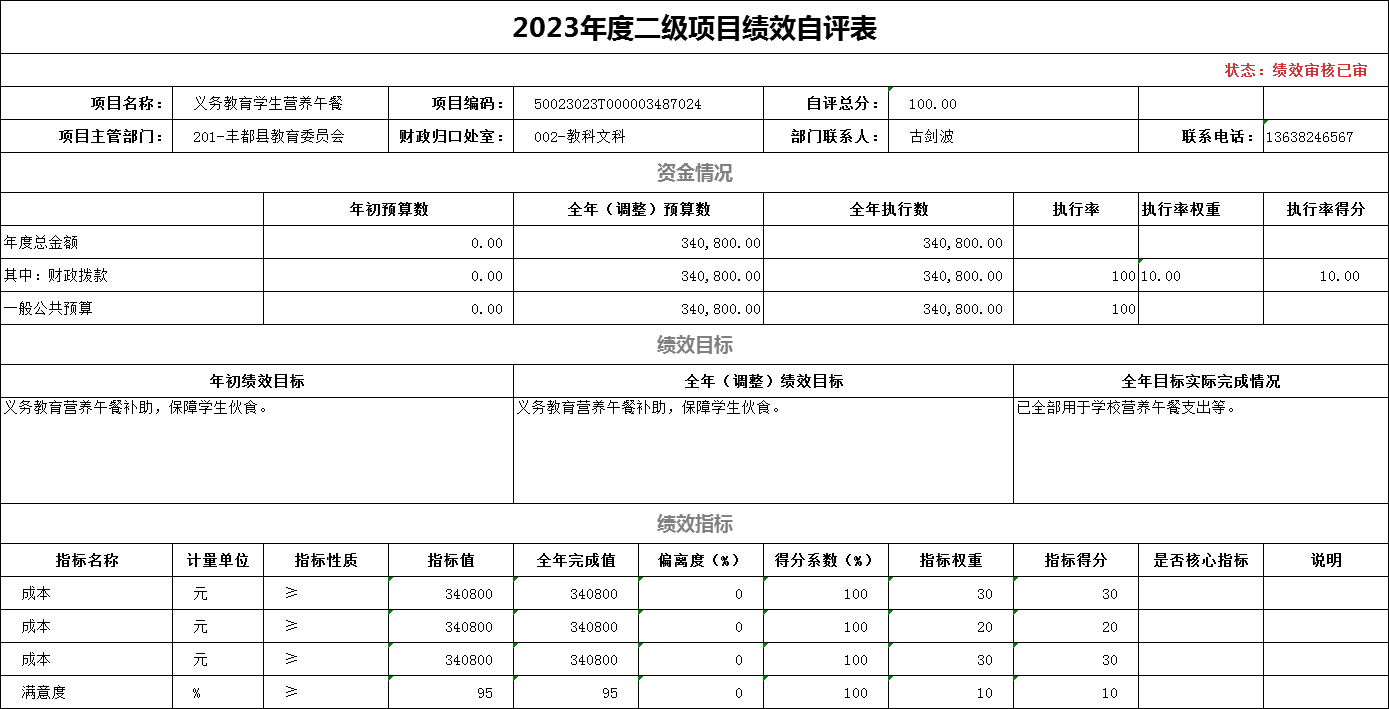 2023年度二级项目绩效自评表
状态：绩效审核已审
项目名称： 义务教育学生营养午餐 项目编码： 50023023T000003487024 自评总分： 100.00
项目主管部门： 201-丰都县教育委员会 财政归口处室： 002-教科文科 部门联系人： 古剑波 联系电话： 13638246567
资金情况
年初预算数 全年（调整）预算数 全年执行数 执行率 执行率权重 执行率得分
年度总金额 0.00 340,800.00 340,800.00
其中：财政拨款 0.00 340,800.00 340,800.00 100 10.00 10.00
一般公共预算 0.00 340,800.00 340,800.00 100
绩效目标
年初绩效目标 全年（调整）绩效目标 全年目标实际完成情况
义务教育营养午餐补助，保障学生伙食。 义务教育营养午餐补助，保障学生伙食。 已全部用于学校营养午餐支出等。
绩效指标
指标名称 计量单位 指标性质 指标值 全年完成值 偏离度（%） 得分系数（%） 指标权重 指标得分 是否核心指标 说明
成本 元 ≥ 340800 340800 0 100 30 30
成本 元 ≥ 340800 340800 0 100 20 20
成本 元 ≥ 340800 340800 0 100 30 30
满意度 % ≥ 95 95 0 100 10 10